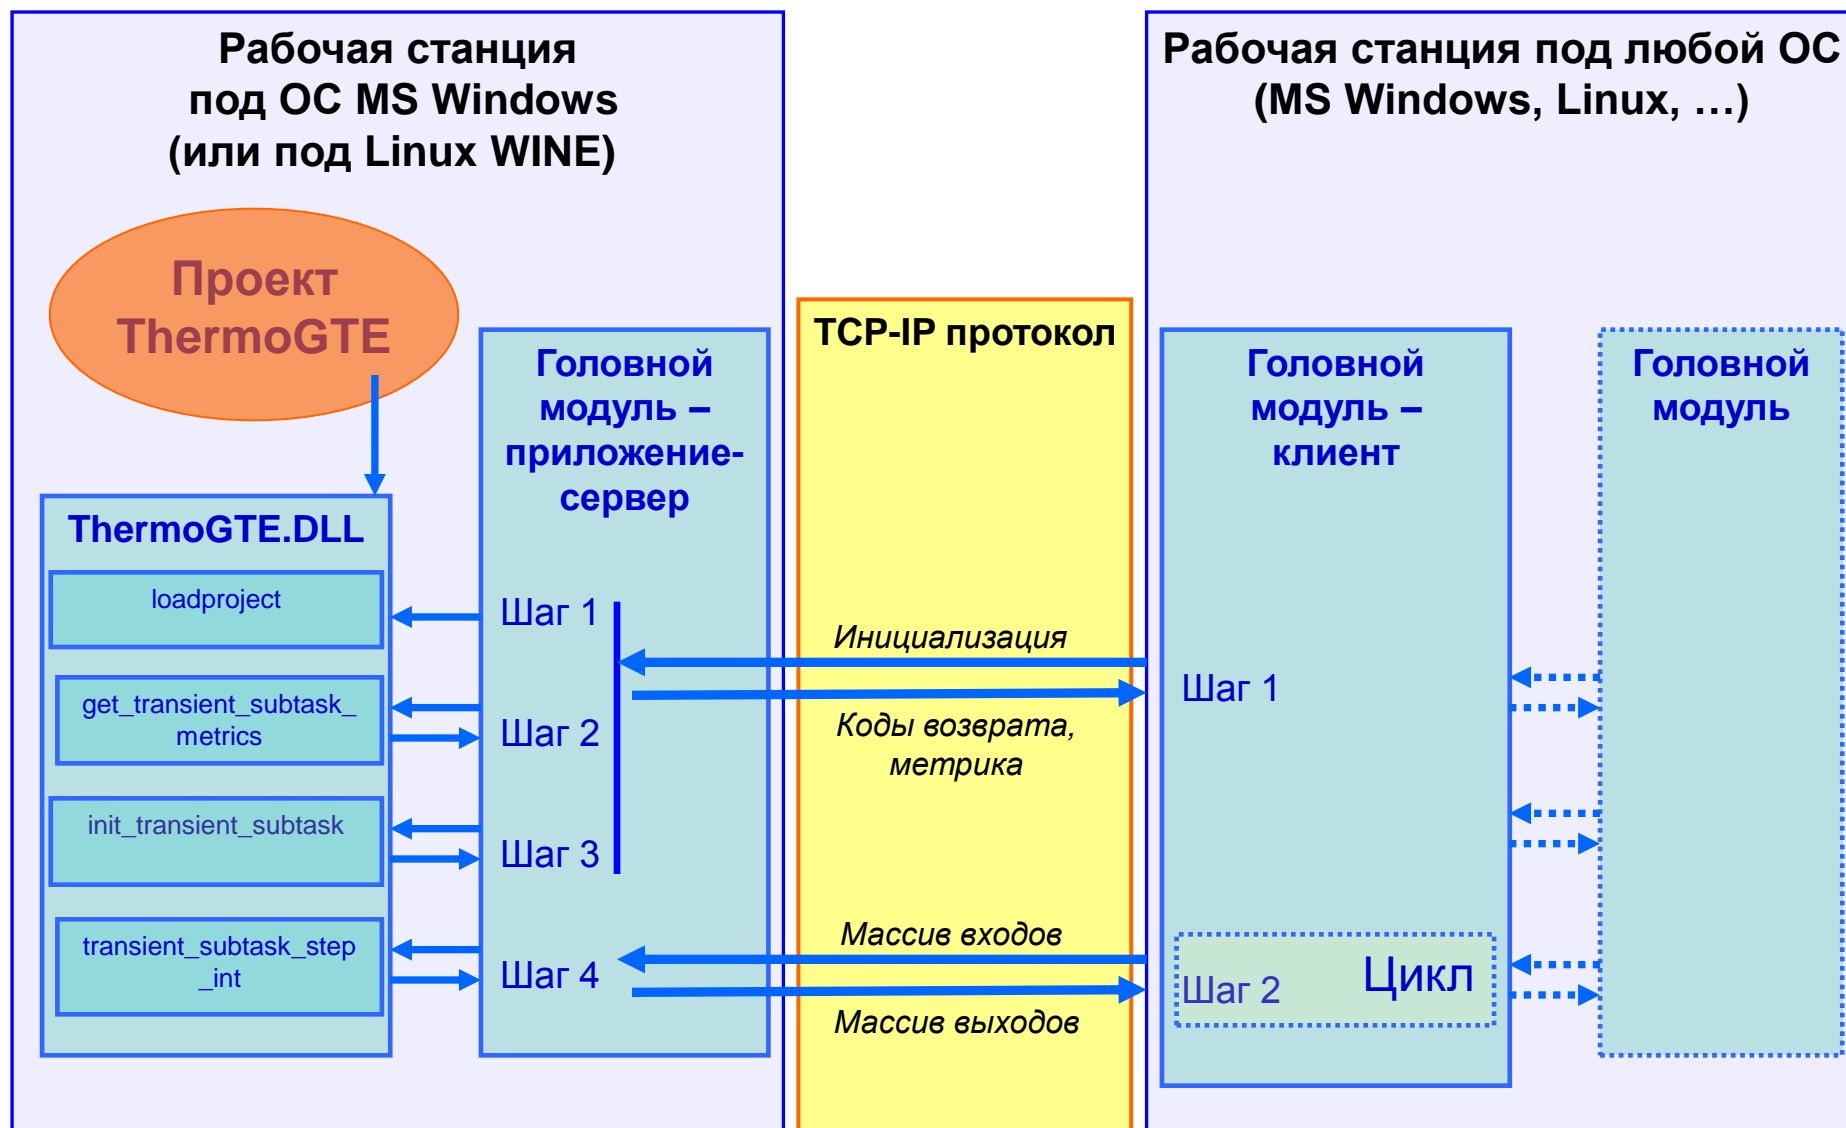 Рабочая станция
под ОС MS Windows
(или под Linux WINE)
Проект
ThermoGTE
ThermoGTE.DLL
loadproject
get_transient_subtask_
metrics
init_transient_subtask
transient_subtask_step
_int
Головной
модуль –
приложение-
сервер
Шаг 1
Шаг 2
Шаг 3
Шаг 4
TCP-IP протокол
Инициализация
Коды возврата,
метрика
Массив входов
Массив выходов
Рабочая станция под любой ОС
(MS Windows, Linux, …)
Головной
модуль –
клиент
Шаг 1
Шаг 2 Цикл
Головной
модуль